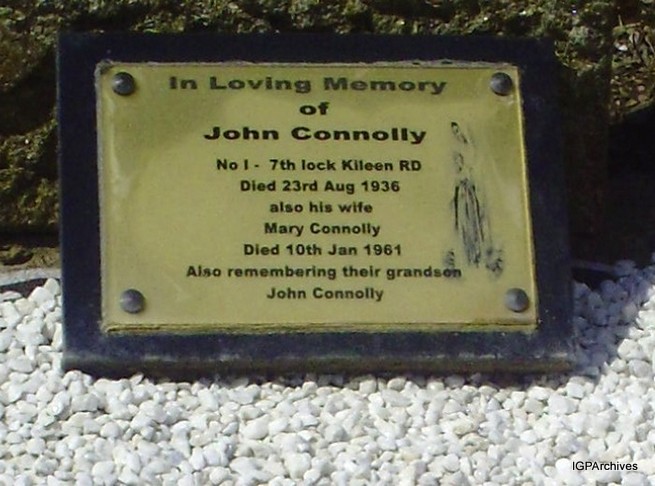 In Loving Memory
of
John Connolly
No I - 7th lock Kileen RD
Died 23rd Aug 1936
also his wife
Mary Connolly
Died 10th Jan 1961
Also remembering their grandson
John Connolly
IGPArchives